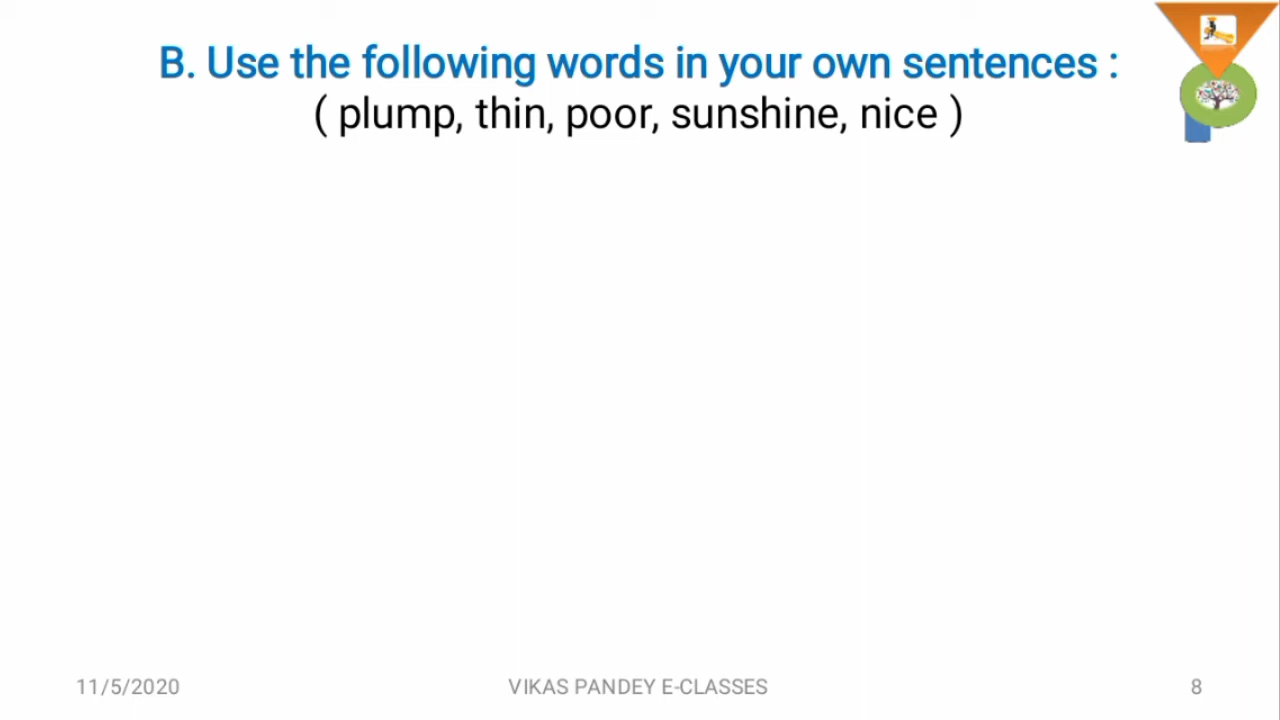 B. Use the following words in your own sentences :
( plump, thin, poor, sunshine, nice )
11/5/2020
VIKAS PANDEY E-CLASSES
8